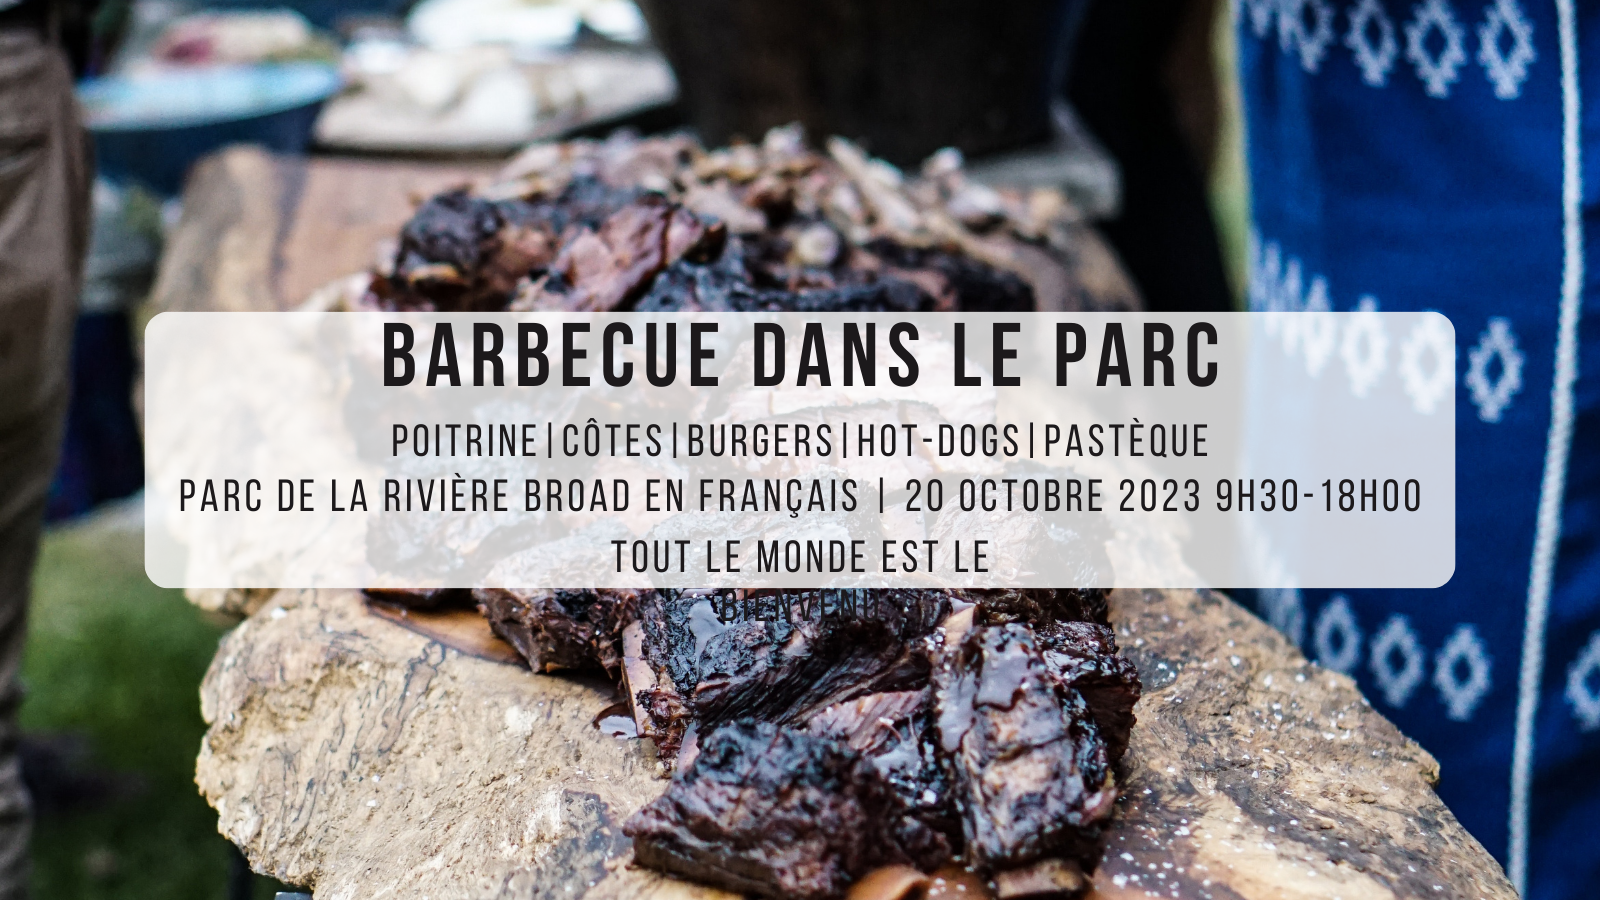 BARBECUE DANS LE PARC
POITRINE|CÔTES|BURGERS|HOT-DOGS|PASTÈQUE
PARC DE LA RIVIÈRE BROAD EN FRANÇAIS | 20 OCTOBRE 2023 9H30-18H00
TOUT LE MONDE EST LE
BIENVENU